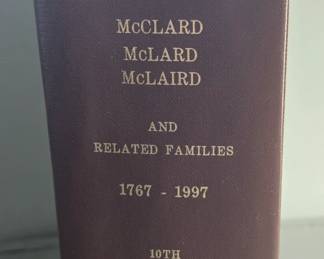 McCLARD
McLARD
McLAIRD
AND
RELATED FAMILIES
1767 - 1997
10TH